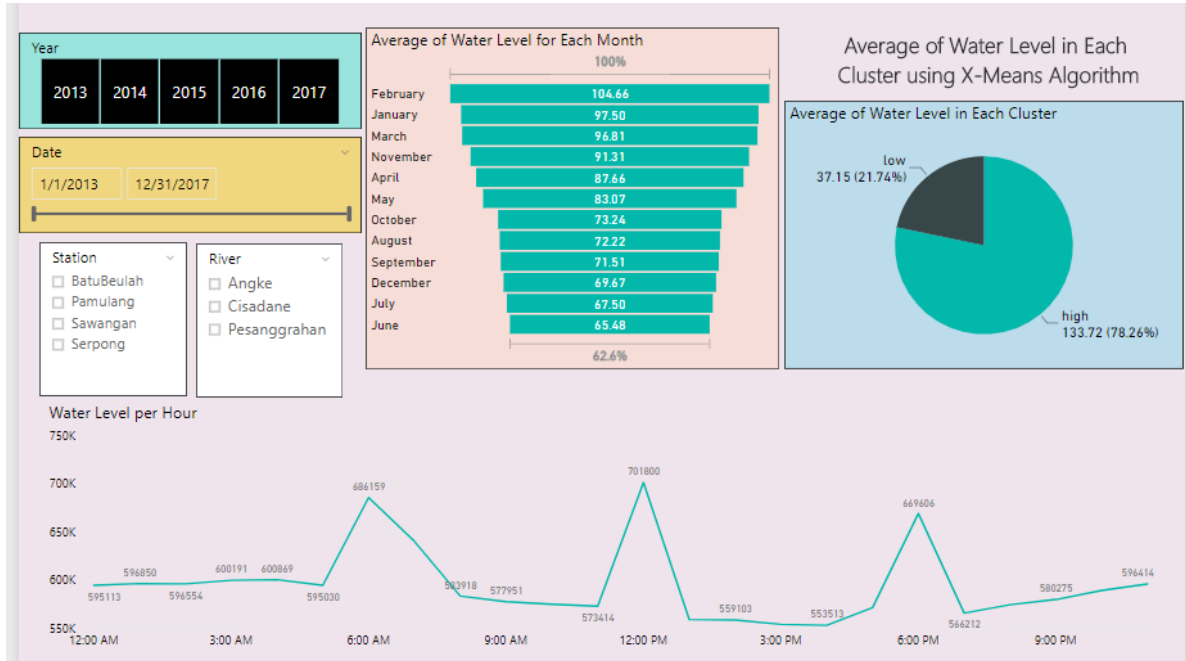 Year
2013 2014 2015 2016 2017
Date
1/1/2013 12/31/2017
Station
BatuBeulah
Pamulang
Sawangan
Serpong
River
Angke
Cisadane
Pesanggrahan
Average of Water Level for Each Month
100%
February 104.66
January 97.50
March 96.81
November 91.31
April 87.66
May 83.07
October 73.24
August 72.22
September 71.51
December 69.67
July 67.50
June 65.48
62.6%
Average of Water Level in Each
Cluster using X-Means Algorithm
Average of Water Level in Each Cluster
low
37.15 (21.74%)
high
133.72 (78.26%)
Water Level per Hour
750K
700K
650K
600K
550K
595113
596850
596554
600191
600869
595030
686159
583918
577951
573414
701800
559103
553513
669606
566212
580275
596414
12:00 AM 3:00 AM 6:00 AM 9:00 AM 12:00 PM 3:00 PM 6:00 PM 9:00 PM